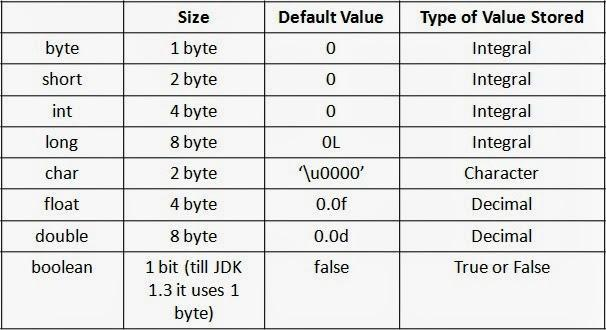 Size Default Value Type of Value Stored
byte 1 byte 0 Integral
short 2 byte 0 Integral
int 4 byte 0 Integral
long 8 byte 0L Integral
char 2 byte ‘\u0000’ Character
float 4 byte 0.0f Decimal
double 8 byte 0.0d Decimal
boolean 1 bit (till JDK false True or False
1.3 it uses 1
byte)